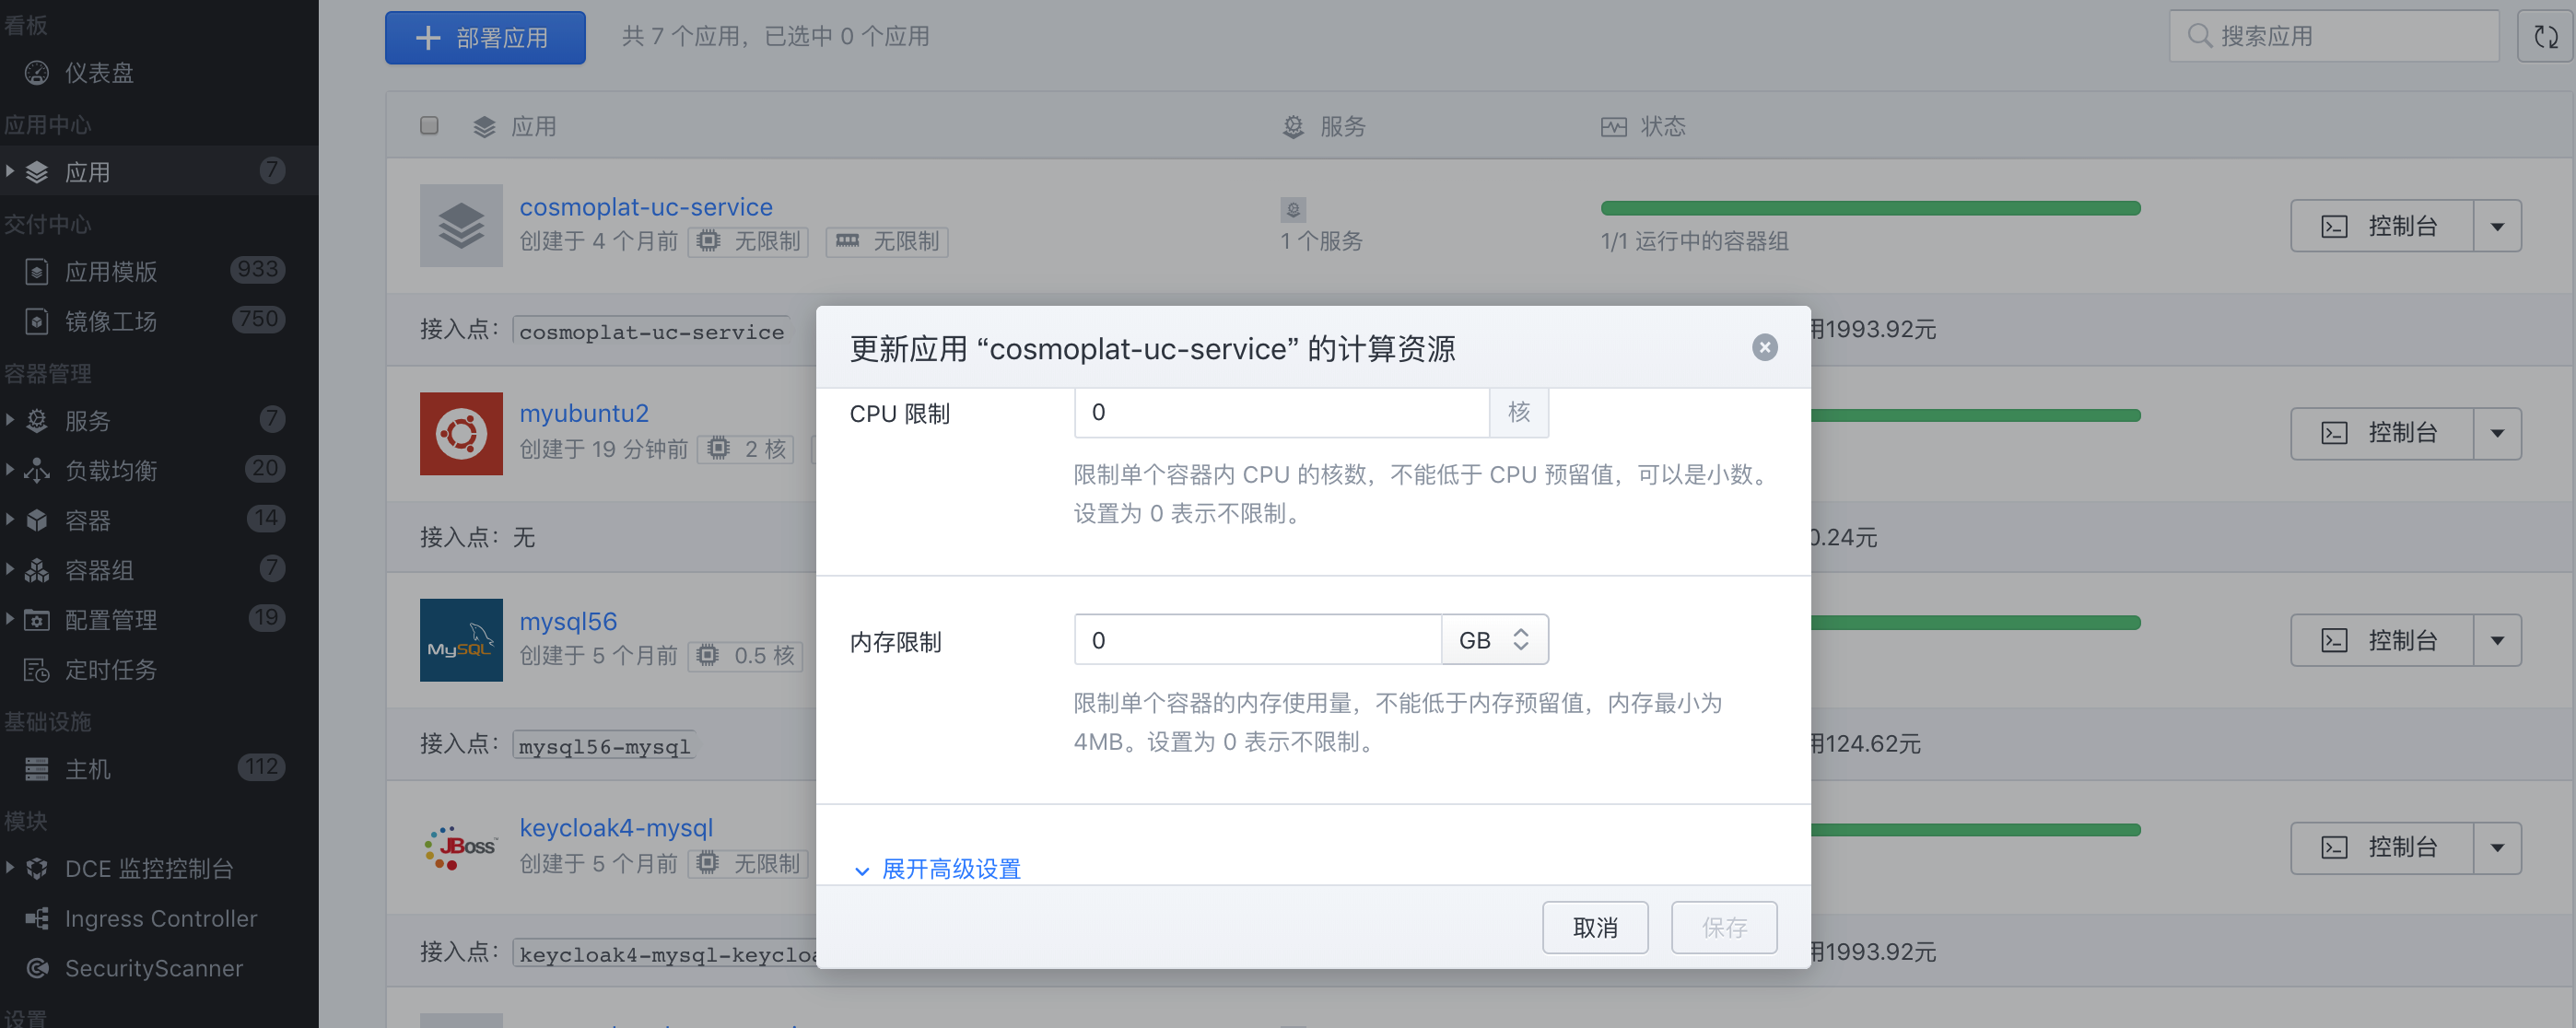 看板
仪表盘
应用中心
应用 7
交付中心
应用模版 933
镜像工场 750
容器管理
服务 7
负载均衡 20
容器 14
容器组 7
配置管理 19
定时任务
基础设施
主机 112
模块
DCE 监控控制台
Ingress Controller
SecurityScanner
设置
部署应用 共 7 个应用，已选中 0 个应用 搜索应用
应用 服务 状态
cosmoplat-uc-service
创建于 4 个月前 无限制 无限制 1 个服务 1/1 运行中的容器组 控制台
接入点： cosmoplat-uc-service 用1993.92元
myubuntu2
创建于 19 分钟前 2 核 控制台
接入点：无 0.24元
mysql56
MySQL 创建于 5 个月前 0.5 核 控制台
接入点： mysql56-mysql 用124.62元
keycloak4-mysql
JBoss 创建于 5 个月前 无限制 控制台
接入点： keycloak4-mysql-keycloa 用1993.92元
更新应用 “cosmoplat-uc-service” 的计算资源
CPU 限制 0 核
限制单个容器内 CPU 的核数，不能低于 CPU 预留值，可以是小数。
设置为 0 表示不限制。
内存限制 0 GB
限制单个容器的内存使用量，不能低于内存预留值，内存最小为
4MB。设置为 0 表示不限制。
展开高级设置
取消 保存